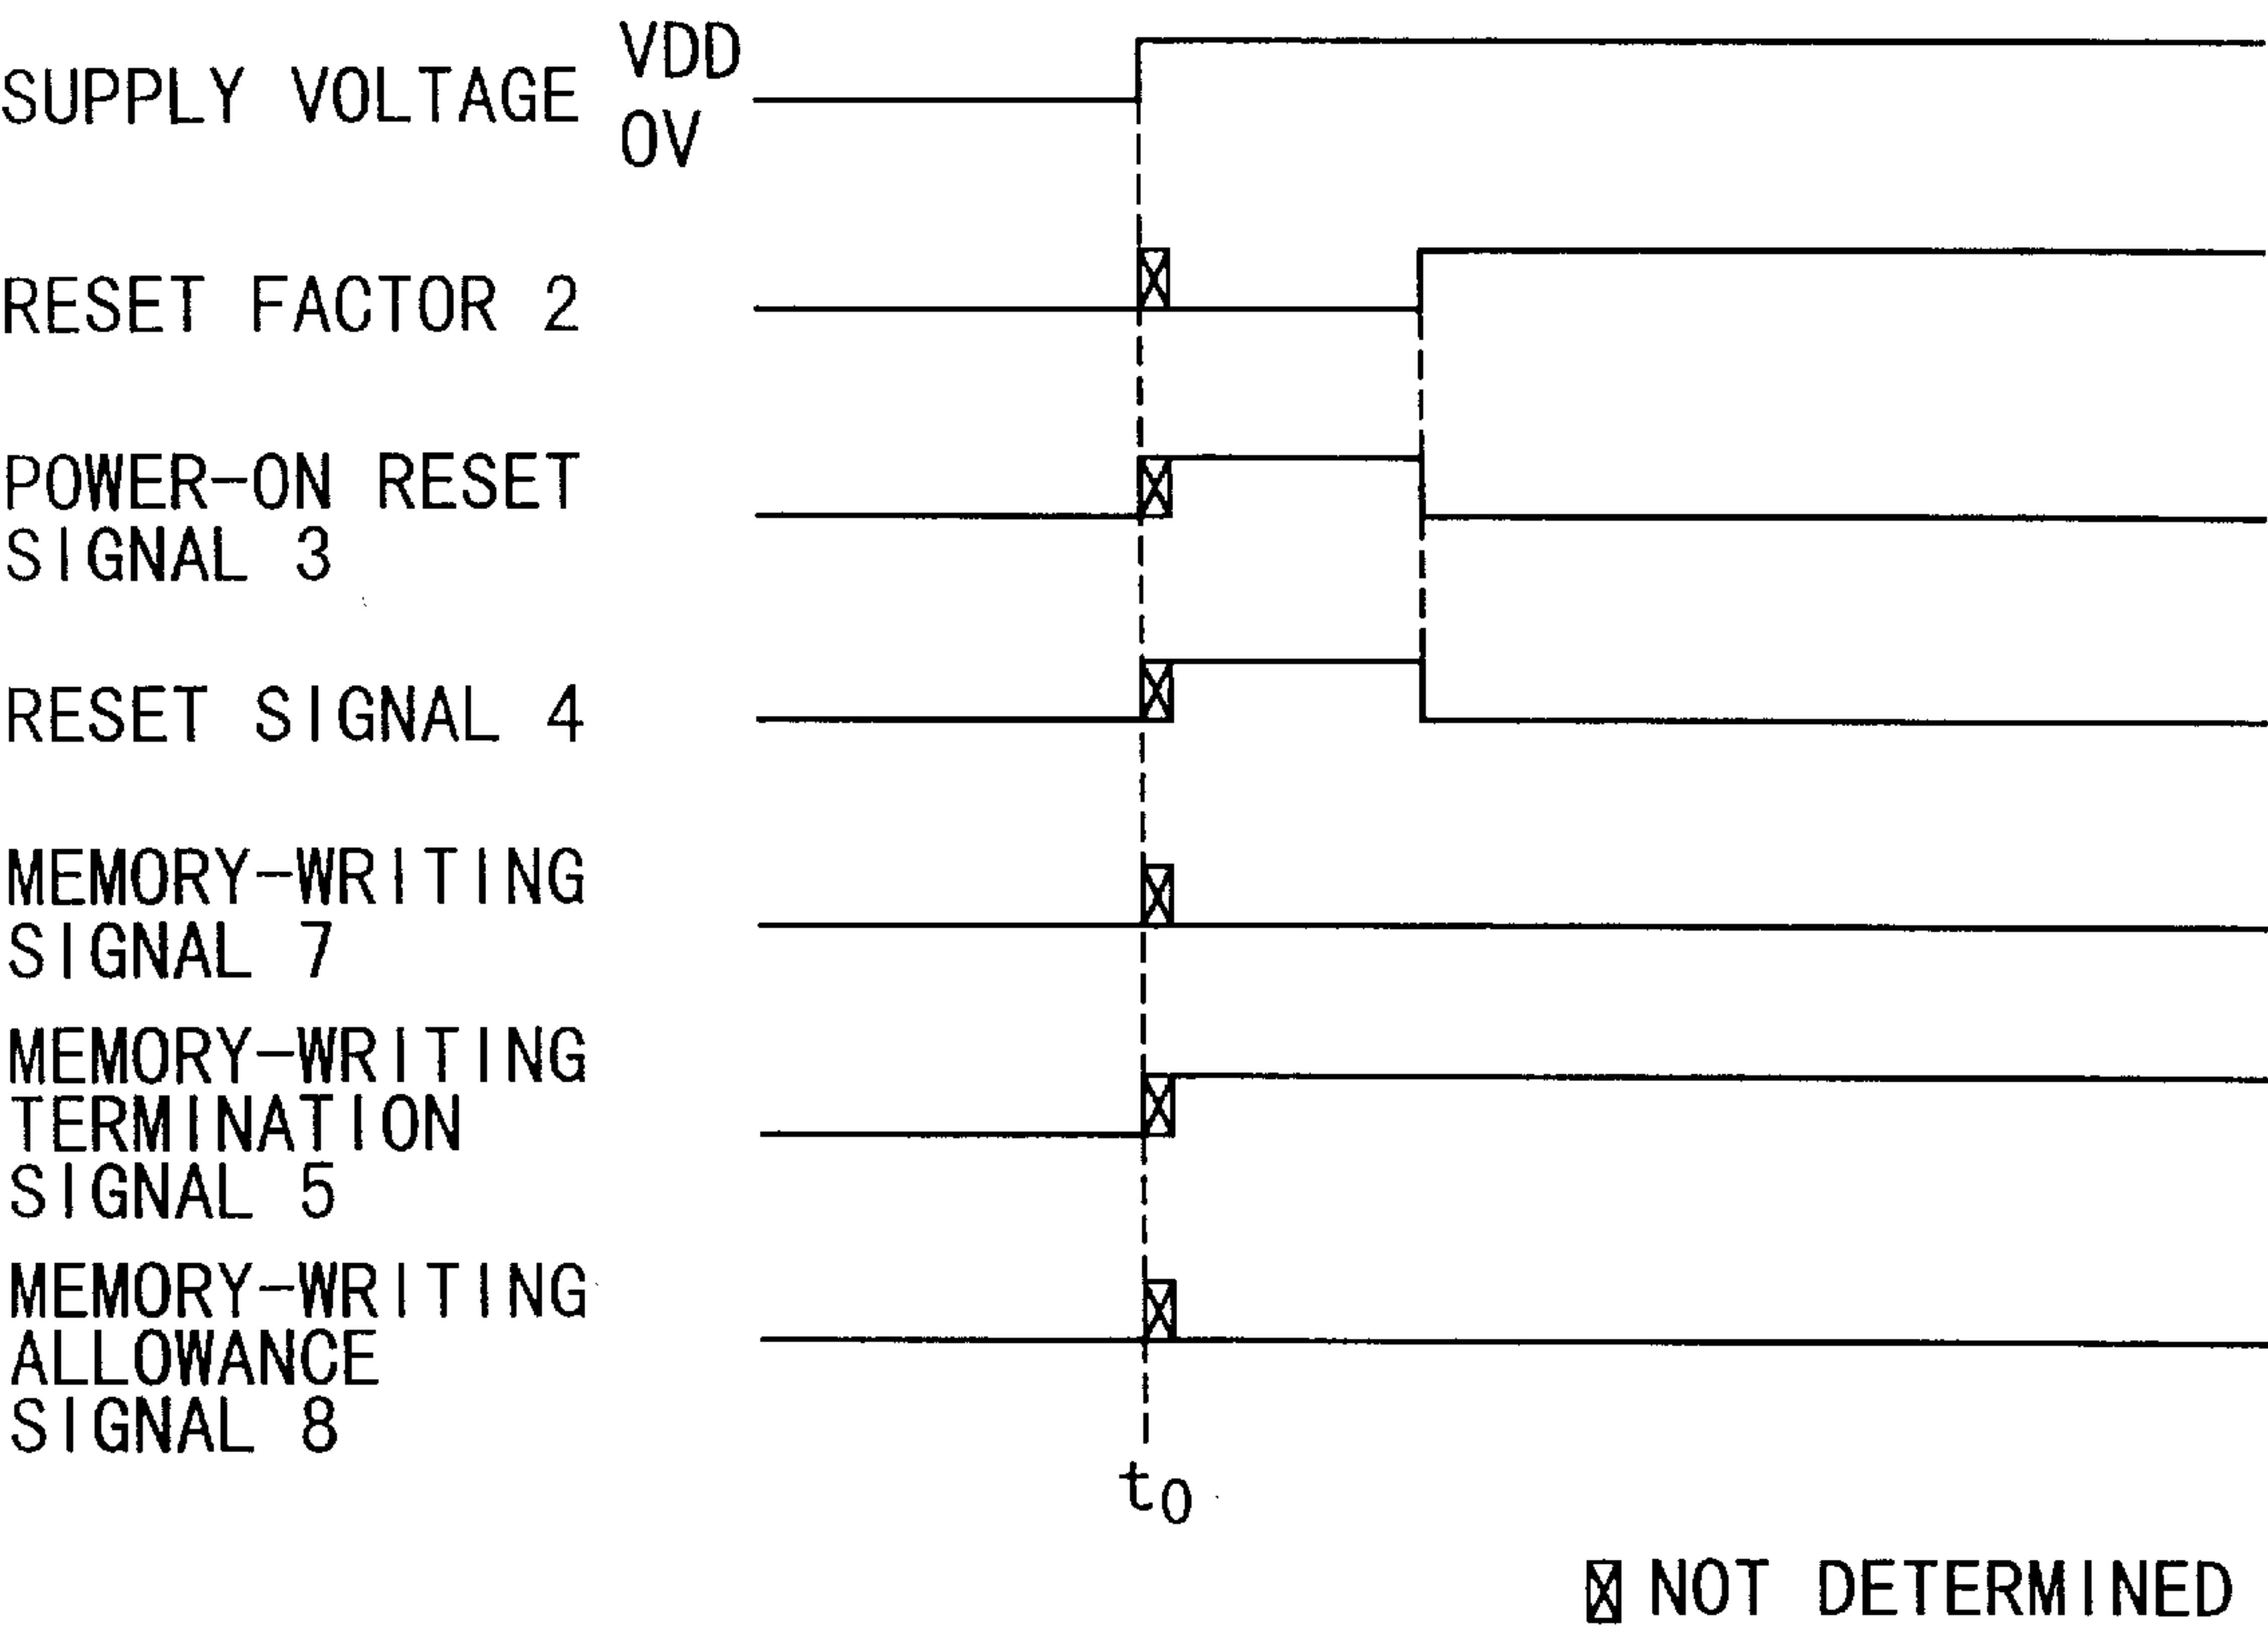 VDD
SUPPLY VOLTAGE
0V
RESET FACTOR 2
POWER-ON RESET
SIGNAL 3
RESET SIGNAL 4
MEMORY-WRITING
SIGNAL 7
MEMORY-WRITING
TERMINATION
SIGNAL 5
MEMORY-WRITING
ALLOWANCE
SIGNAL 8
t0
NOT DETERMINED